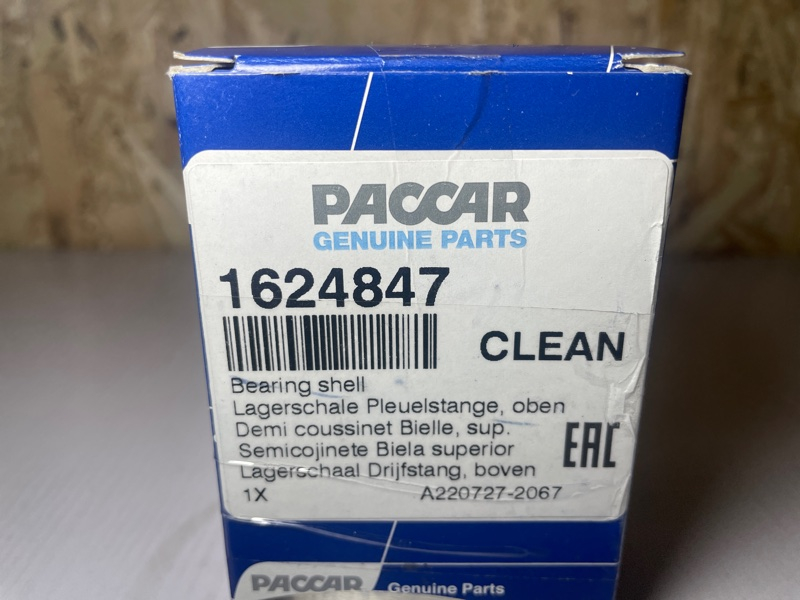 PACCAR
GENUINE PARTS
1624847
CLEAN
Bearing shell
Lagerschale Pleuelstange, oben
Demi coussinet Bielle, sup.
Semicojinete Biela superior
Lagerschaal Drijfstang, boven
EAC
1X A220727-2067
PACCAR Genuine Parts